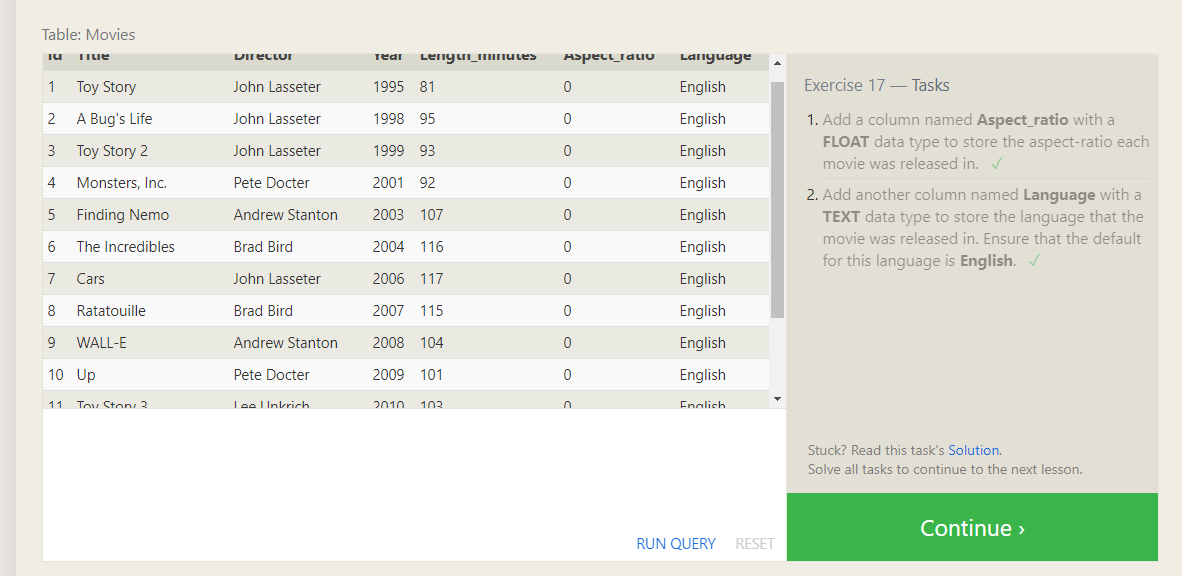 Table: Movies
Id Title Director Year Length_minutes Aspect_ratio Language
1 Toy Story John Lasseter 1995 81 0 English
2 A Bug's Life John Lasseter 1998 95 0 English
3 Toy Story 2 John Lasseter 1999 93 0 English
4 Monsters, Inc. Pete Docter 2001 92 0 English
5 Finding Nemo Andrew Stanton 2003 107 0 English
6 The Incredibles Brad Bird 2004 116 0 English
7 Cars John Lasseter 2006 117 0 English
8 Ratatouille Brad Bird 2007 115 0 English
9 WALL-E Andrew Stanton 2008 104 0 English
10 Up Pete Docter 2009 101 0 English
11 Toy Story 3 Lee Unkrich 2010 103 0 English
RUN QUERY RESET
Exercise 17 — Tasks
1. Add a column named Aspect_ratio with a
FLOAT data type to store the aspect-ratio each
movie was released in. ✓
2. Add another column named Language with a
TEXT data type to store the language that the
movie was released in. Ensure that the default
for this language is English. ✓
Stuck? Read this task's Solution.
Solve all tasks to continue to the next lesson.
Continue ›